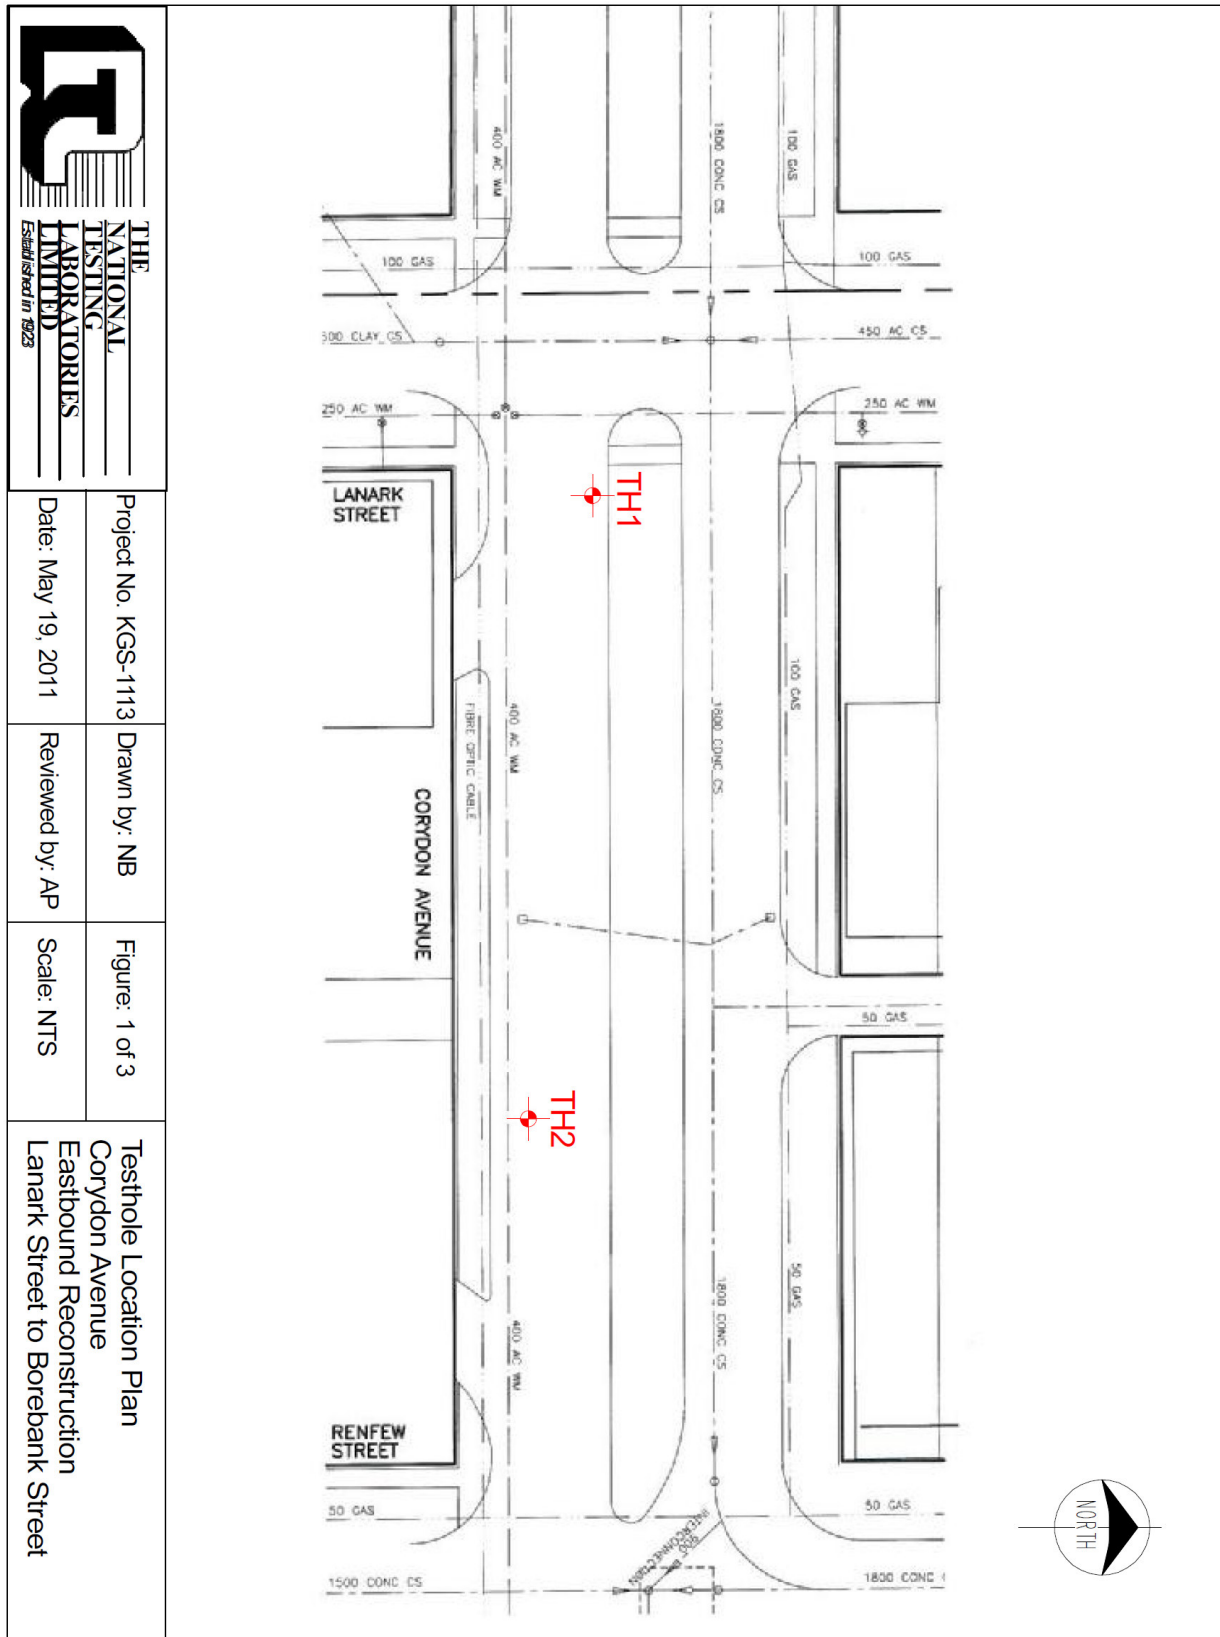 THE
NATIONAL
TESTING
LABORATORIES
LIMITED
Established in 1923
Project No. KGS-1113
Date: May 19, 2011
Drawn by: NB
Reviewed by: AP
Figure: 1 of 3
Scale: NTS
Testhole Location Plan
Corydon Avenue
Eastbound Reconstruction
Lanark Street to Borebank Street
400 AC WM
1800 CONC CS
100 GAS
100 GAS
100 GAS
500 CLAY CS
450 AC CS
250 AC WM
250 AC WM
LANARK
STREET
TH1
FIBRE OPTIC CABLE
400 AC WM
1800 CONC CS
100 GAS
CORYDON AVENUE
50 GAS
TH2
400 AC WM
1800 CONC CS
50 GAS
RENFEW
STREET
50 GAS
50 GAS
900
INTERCONNECTION
1500 CONC CS
1800 CONC
NORTH